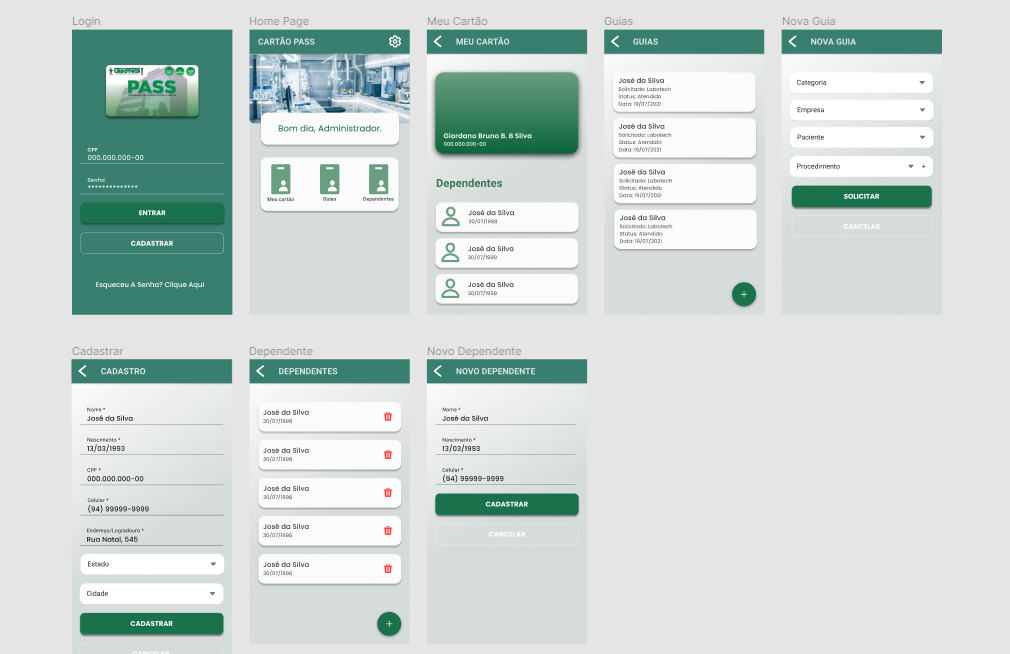 Login
LABOTECH
PASS
CPF
000.000.000-00
Senha
**************
ENTRAR
CADASTRAR
Esqueceu A Senha? Clique Aqui
Home Page
CARTÃO PASS
Bom dia, Administrador.
Meu cartão
Guias
Dependentes
Meu Cartão
MEU CARTÃO
Giordano Bruno B. B Silva
000.000.000-00
Dependentes
José da Silva
30/07/1998
José da Silva
30/07/1998
José da Silva
30/07/1998
Guias
GUIAS
José da Silva
Solicitado: Labotech
Status: Atendido
Data: 19/07/2021
José da Silva
Solicitado: Labotech
Status: Atendido
Data: 19/07/2021
José da Silva
Solicitado: Labotech
Status: Atendido
Data: 19/07/2021
José da Silva
Solicitado: Labotech
Status: Atendido
Data: 19/07/2021
+
Nova Guia
NOVA GUIA
Categoria
Empresa
Paciente
Procedimento +
SOLICITAR
CANCELAR
Cadastrar
CADASTRO
Nome *
José da Silva
Nascimento *
13/03/1993
CPF *
000.000.000-00
Celular *
(94) 99999-9999
Endereço/Logradouro *
Rua Natal, 545
Estado
Cidade
CADASTRAR
CANCELAR
Dependente
DEPENDENTES
José da Silva
30/07/1998
José da Silva
30/07/1998
José da Silva
30/07/1998
José da Silva
30/07/1998
José da Silva
30/07/1998
+
Novo Dependente
NOVO DEPENDENTE
Nome *
José da Silva
Nascimento *
13/03/1993
Celular *
(94) 99999-9999
CADASTRAR
CANCELAR